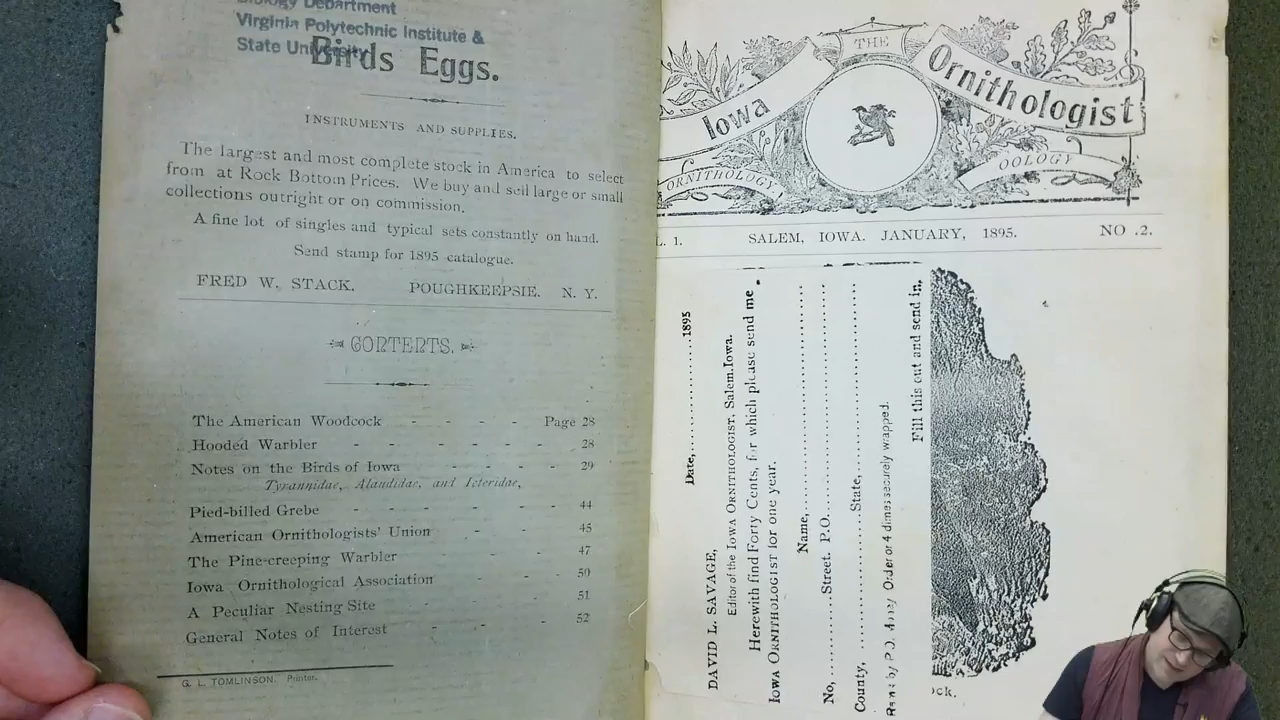 Biology Department
Virginia Polytechnic Institute &
State University
Birds Eggs.
INSTRUMENTS AND SUPPLIES.
The largest and most complete stock in America to select
from at Rock Bottom Prices. We buy and sell large or small
collections outright or on commission.
A fine lot of singles and typical sets constantly on hand.
Send stamp for 1895 catalogue.
FRED W. STACK. POUGHKEEPSIE. N. Y.
CONTENTS.
The American Woodcock - - - - Page 28
Hooded Warbler - - - - - 28
Notes on the Birds of Iowa - - - - 29
Tyrannidae, Alaudidae, and Icteridae,
Pied-billed Grebe - - - - - 44
American Ornithologists' Union - - - 45
The Pine-creeping Warbler - - - - 47
Iowa Ornithological Association - - 50
A Peculiar Nesting Site - - - 51
General Notes of Interest - - - 52
G. L. TOMLINSON. Printer.
THE
Iowa Ornithologist
ORNITHOLOGY OOLOGY
L. 1. SALEM, IOWA. JANUARY, 1895. NO .2.
Date,....................1895
DAVID L. SAVAGE,
Editor of the IOWA ORNITHOLOGIST, Salem, Iowa.
Herewith find Forty Cents, for which please send me
IOWA ORNITHOLOGIST for one year.
Name,....................
No, ..........Street. P.O....................
County, ....................State,....................
by P.O. Money Order or 4 dimes securely wrapped.
Fill this out and send in.
ock.